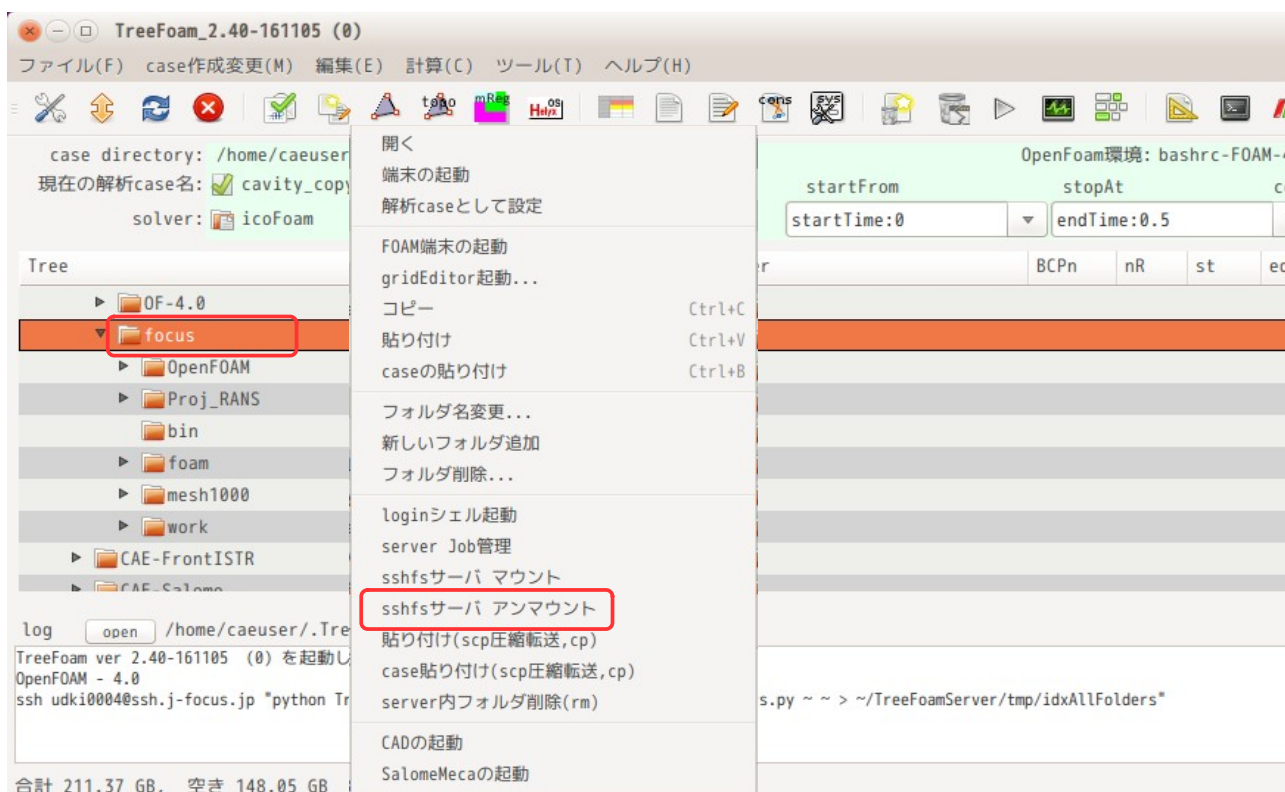 TreeFoam_2.40-161105 (0)
ファイル(F) case作成変更(M) 編集(E) 計算(C) ツール(T) ヘルプ(H)
topo mReg Helyx OS cons sys
case directory: /home/caeuser
OpenFoam環境: bashrc-FOAM-
現在の解析case名: cavity_copy
startFrom stopAt
solver: icoFoam
startTime:0 endTime:0.5
Tree
BCPn nR st
OF-4.0
focus
OpenFOAM
Proj_RANS
bin
foam
mesh1000
work
CAE-FrontISTR
CAE-Salome
開く
端末の起動
解析caseとして設定
FOAM端末の起動
gridEditor起動...
コピー Ctrl+C
貼り付け Ctrl+V
caseの貼り付け Ctrl+B
フォルダ名変更...
新しいフォルダ追加
フォルダ削除...
loginシェル起動
server Job管理
sshfsサーバ マウント
sshfsサーバ アンマウント
貼り付け(scp圧縮転送,cp)
case貼り付け(scp圧縮転送,cp)
server内フォルダ削除(rm)
CADの起動
SalomeMecaの起動
log open /home/caeuser/.Tre
TreeFoam ver 2.40-161105 (0) を起動し
OpenFOAM - 4.0
ssh udki0004@ssh.j-focus.jp "python Tr s.py ~ ~ > ~/TreeFoamServer/tmp/idxAllFolders"
合計 211.37 GB, 空き 148.05 GB